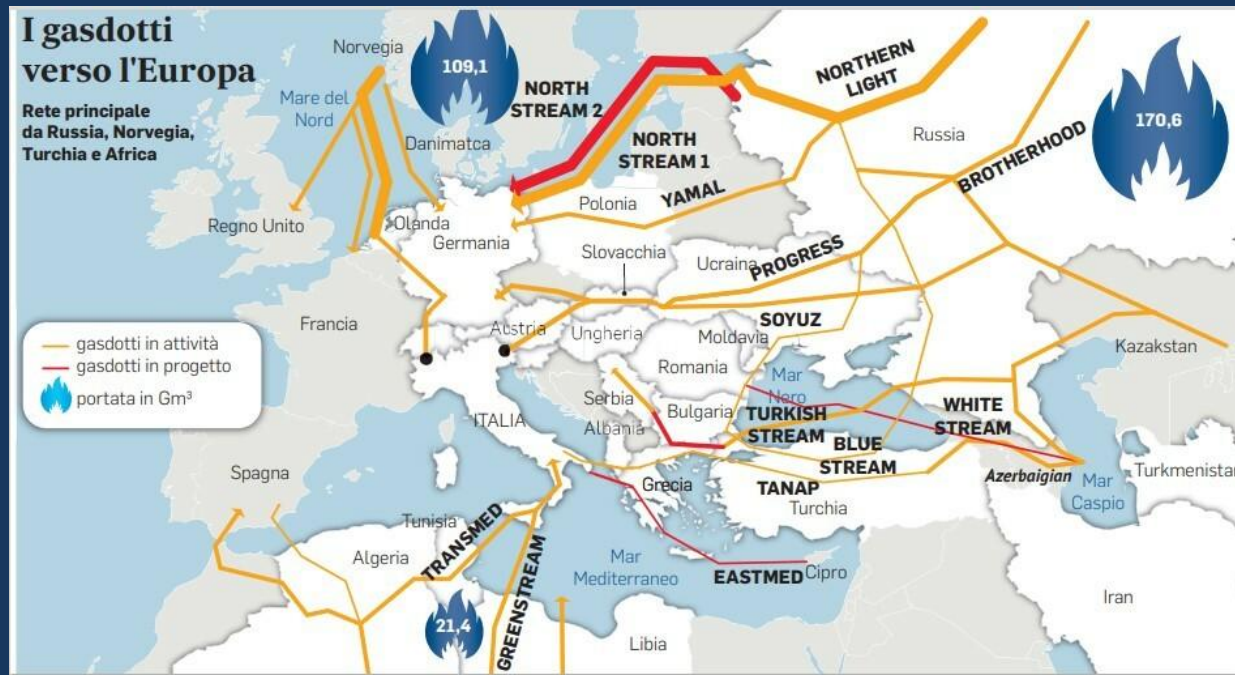 I gasdotti
verso l'Europa
Rete principale
da Russia, Norvegia,
Turchia e Africa
Norvegia
109,1
Mare del
Nord
Danimatca
NORTH
STREAM 2
NORTH
STREAM 1
NORTHERN
LIGHT
Russia
170,6
BROTHERHOOD
YAMAL
Polonia
Regno Unito
Olanda
Germania
Slovacchia
Ucraina
PROGRESS
Francia
Austria
Ungheria
SOYUZ
Moldavia
Romania
Kazakstan
gasdotti in attività
gasdotti in progetto
portata in Gm³
Mar
Nero
Serbia
Bulgaria
ITALIA
Albania
TURKISH
STREAM
WHITE
STREAM
BLUE
STREAM
Azerbaigian
Mar
Caspio
Turkmenistan
Spagna
Grecia
TANAP
Turchia
Tunisia
Algeria
TRANSMED
Mar
Mediterraneo
EASTMED
Cipro
Iran
21,4
GREENSTREAM
Libia